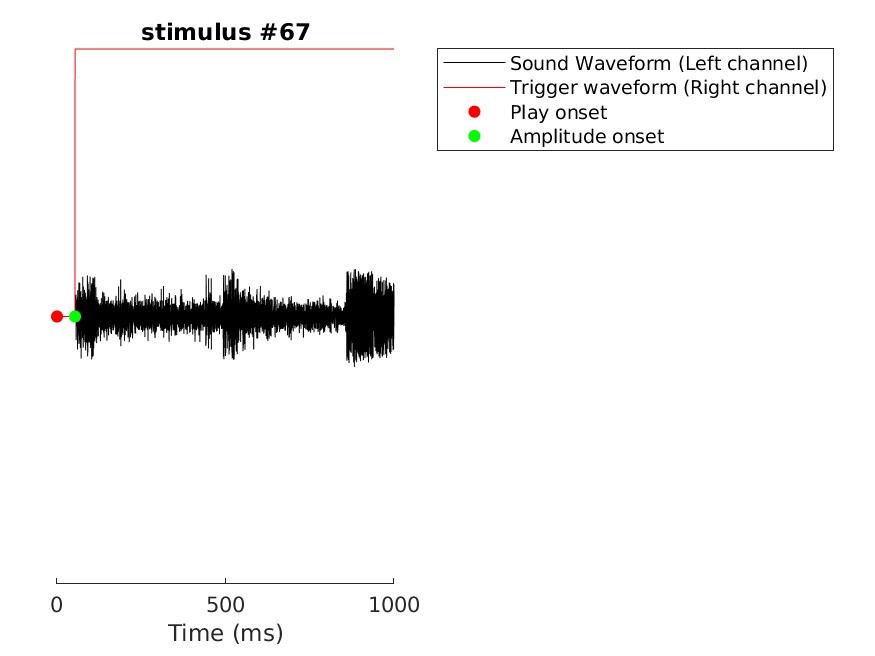 stimulus #67
Sound Waveform (Left channel)
Trigger waveform (Right channel)
Play onset
Amplitude onset
0 500 1000
Time (ms)